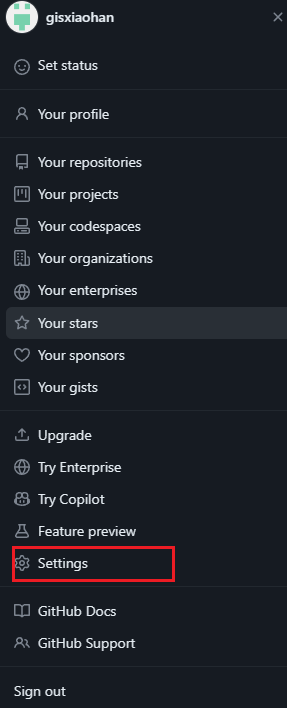 gisxiaohan
Set status
Your profile
Your repositories
Your projects
Your codespaces
Your organizations
Your enterprises
Your stars
Your sponsors
Your gists
Upgrade
Try Enterprise
Try Copilot
Feature preview
Settings
GitHub Docs
GitHub Support
Sign out